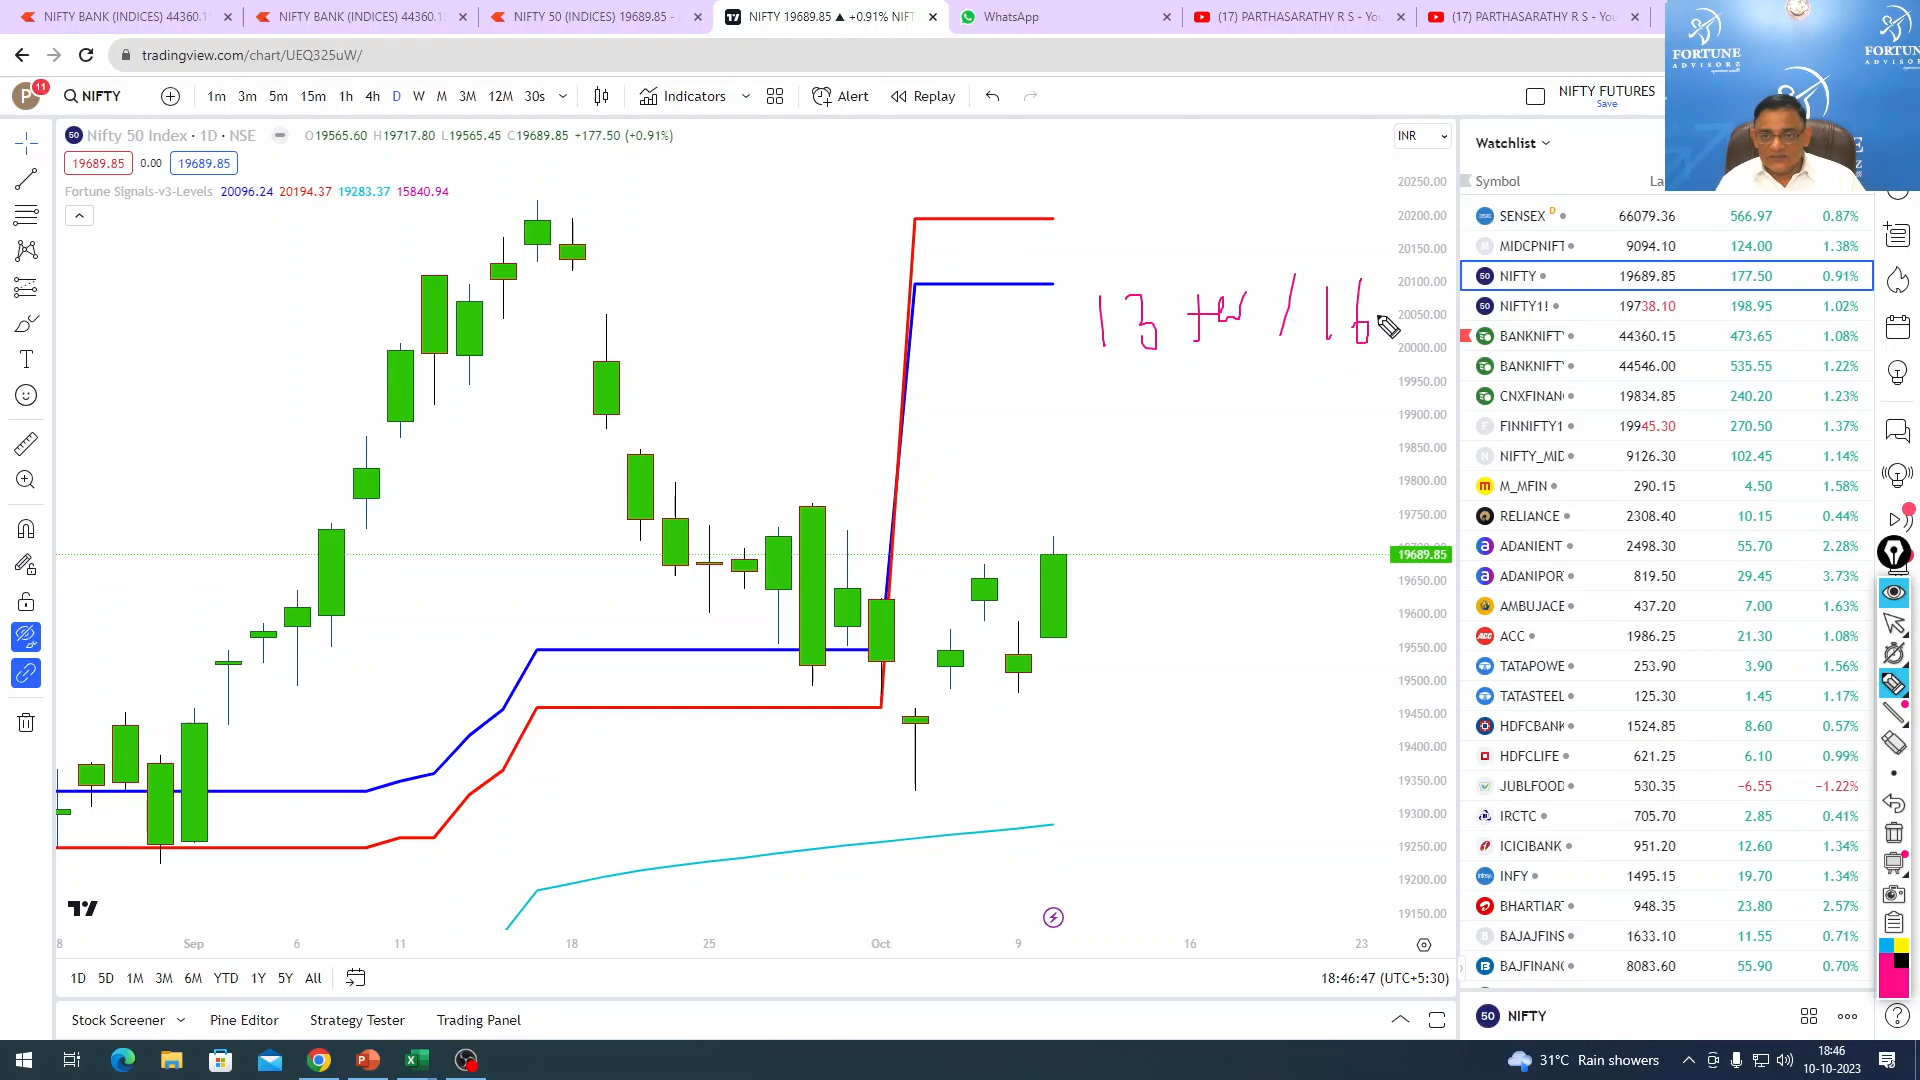 NIFTY BANK (INDICES) 44360.1
NIFTY BANK (INDICES) 44360.1
NIFTY 50 (INDICES) 19689.85 -
NIFTY 19689.85 ▲ +0.91% NIFT
WhatsApp
(17) PARTHASARATHY R S - You
(17) PARTHASARATHY R S - You
tradingview.com/chart/UEQ325uW/
FORTUNE
ADVISORZ
FORTUN
ADVISORZ
P 11 NIFTY 1m 3m 5m 15m 1h 4h D W M 3M 12M 30s Indicators Alert Replay NIFTY FUTURES
Save
50 Nifty 50 Index · 1D · NSE O19565.60 H19717.80 L19565.45 C19689.85 +177.50 (+0.91%) INR
19689.85 0.00 19689.85
Fortune Signals-v3-Levels 20096.24 20194.37 19283.37 15840.94
20250.00
20200.00
20150.00
20100.00
20050.00
20000.00
19950.00
19900.00
19850.00
19800.00
19750.00
19689.85
19650.00
19600.00
19550.00
19500.00
19450.00
19400.00
19350.00
19300.00
19250.00
19200.00
19150.00
8 Sep 6 11 18 25 Oct 9 16 23
1D 5D 1M 3M 6M YTD 1Y 5Y All 18:46:47 (UTC+5:30)
Stock Screener Pine Editor Strategy Tester Trading Panel
Watchlist
Symbol La
SENSEX D 66079.36 566.97 0.87%
MIDCPNIFT 9094.10 124.00 1.38%
NIFTY 19689.85 177.50 0.91%
NIFTY1! 19738.10 198.95 1.02%
BANKNIFTY 44360.15 473.65 1.08%
BANKNIFT 44546.00 535.55 1.22%
CNXFINAN 19834.85 240.20 1.23%
FINNIFTY1 19945.30 270.50 1.37%
NIFTY_MID 9126.30 102.45 1.14%
M_MFIN 290.15 4.50 1.58%
RELIANCE 2308.40 10.15 0.44%
ADANIENT 2498.30 55.70 2.28%
ADANIPOR 819.50 29.45 3.73%
AMBUJACE 437.20 7.00 1.63%
ACC 1986.25 21.30 1.08%
TATAPOWE 253.90 3.90 1.56%
TATASTEEL 125.30 1.45 1.17%
HDFCBANK 1524.85 8.60 0.57%
HDFCLIFE 621.25 6.10 0.99%
JUBLFOOD 530.35 −6.55 −1.22%
IRCTC 705.70 2.85 0.41%
ICICIBANK 951.20 12.60 1.34%
INFY 1495.15 19.70 1.34%
BHARTIAR 948.35 23.80 2.57%
BAJAJFINS 1633.10 11.55 0.71%
BAJFINANC 8083.60 55.90 0.70%
50 NIFTY
31°C Rain showers
18:46
10-10-2023